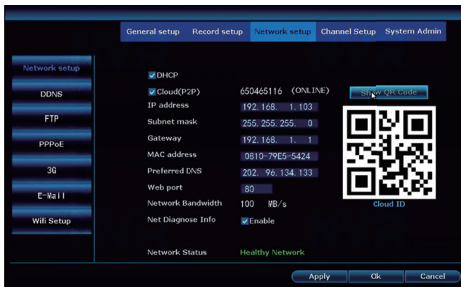 General setup Record setup Network setup Channel Setup System Admin
Network setup
DDNS
FTP
PPPoE
3G
E-Mail
Wifi Setup
DHCP
Cloud(P2P) 650465116 (ONLINE) Show QR Code
IP address 192. 168. 1. 103
Subnet mask 255. 255. 255. 0
Gateway 192. 168. 1. 1
MAC address 0810-79E5-5424
Preferred DNS 202. 96. 134. 133
Web port 80
Network Bandwidth 100 MB/s
Cloud ID
Net Diagnose Info Enable
Network Status Healthy Network
Apply Ok Cancel